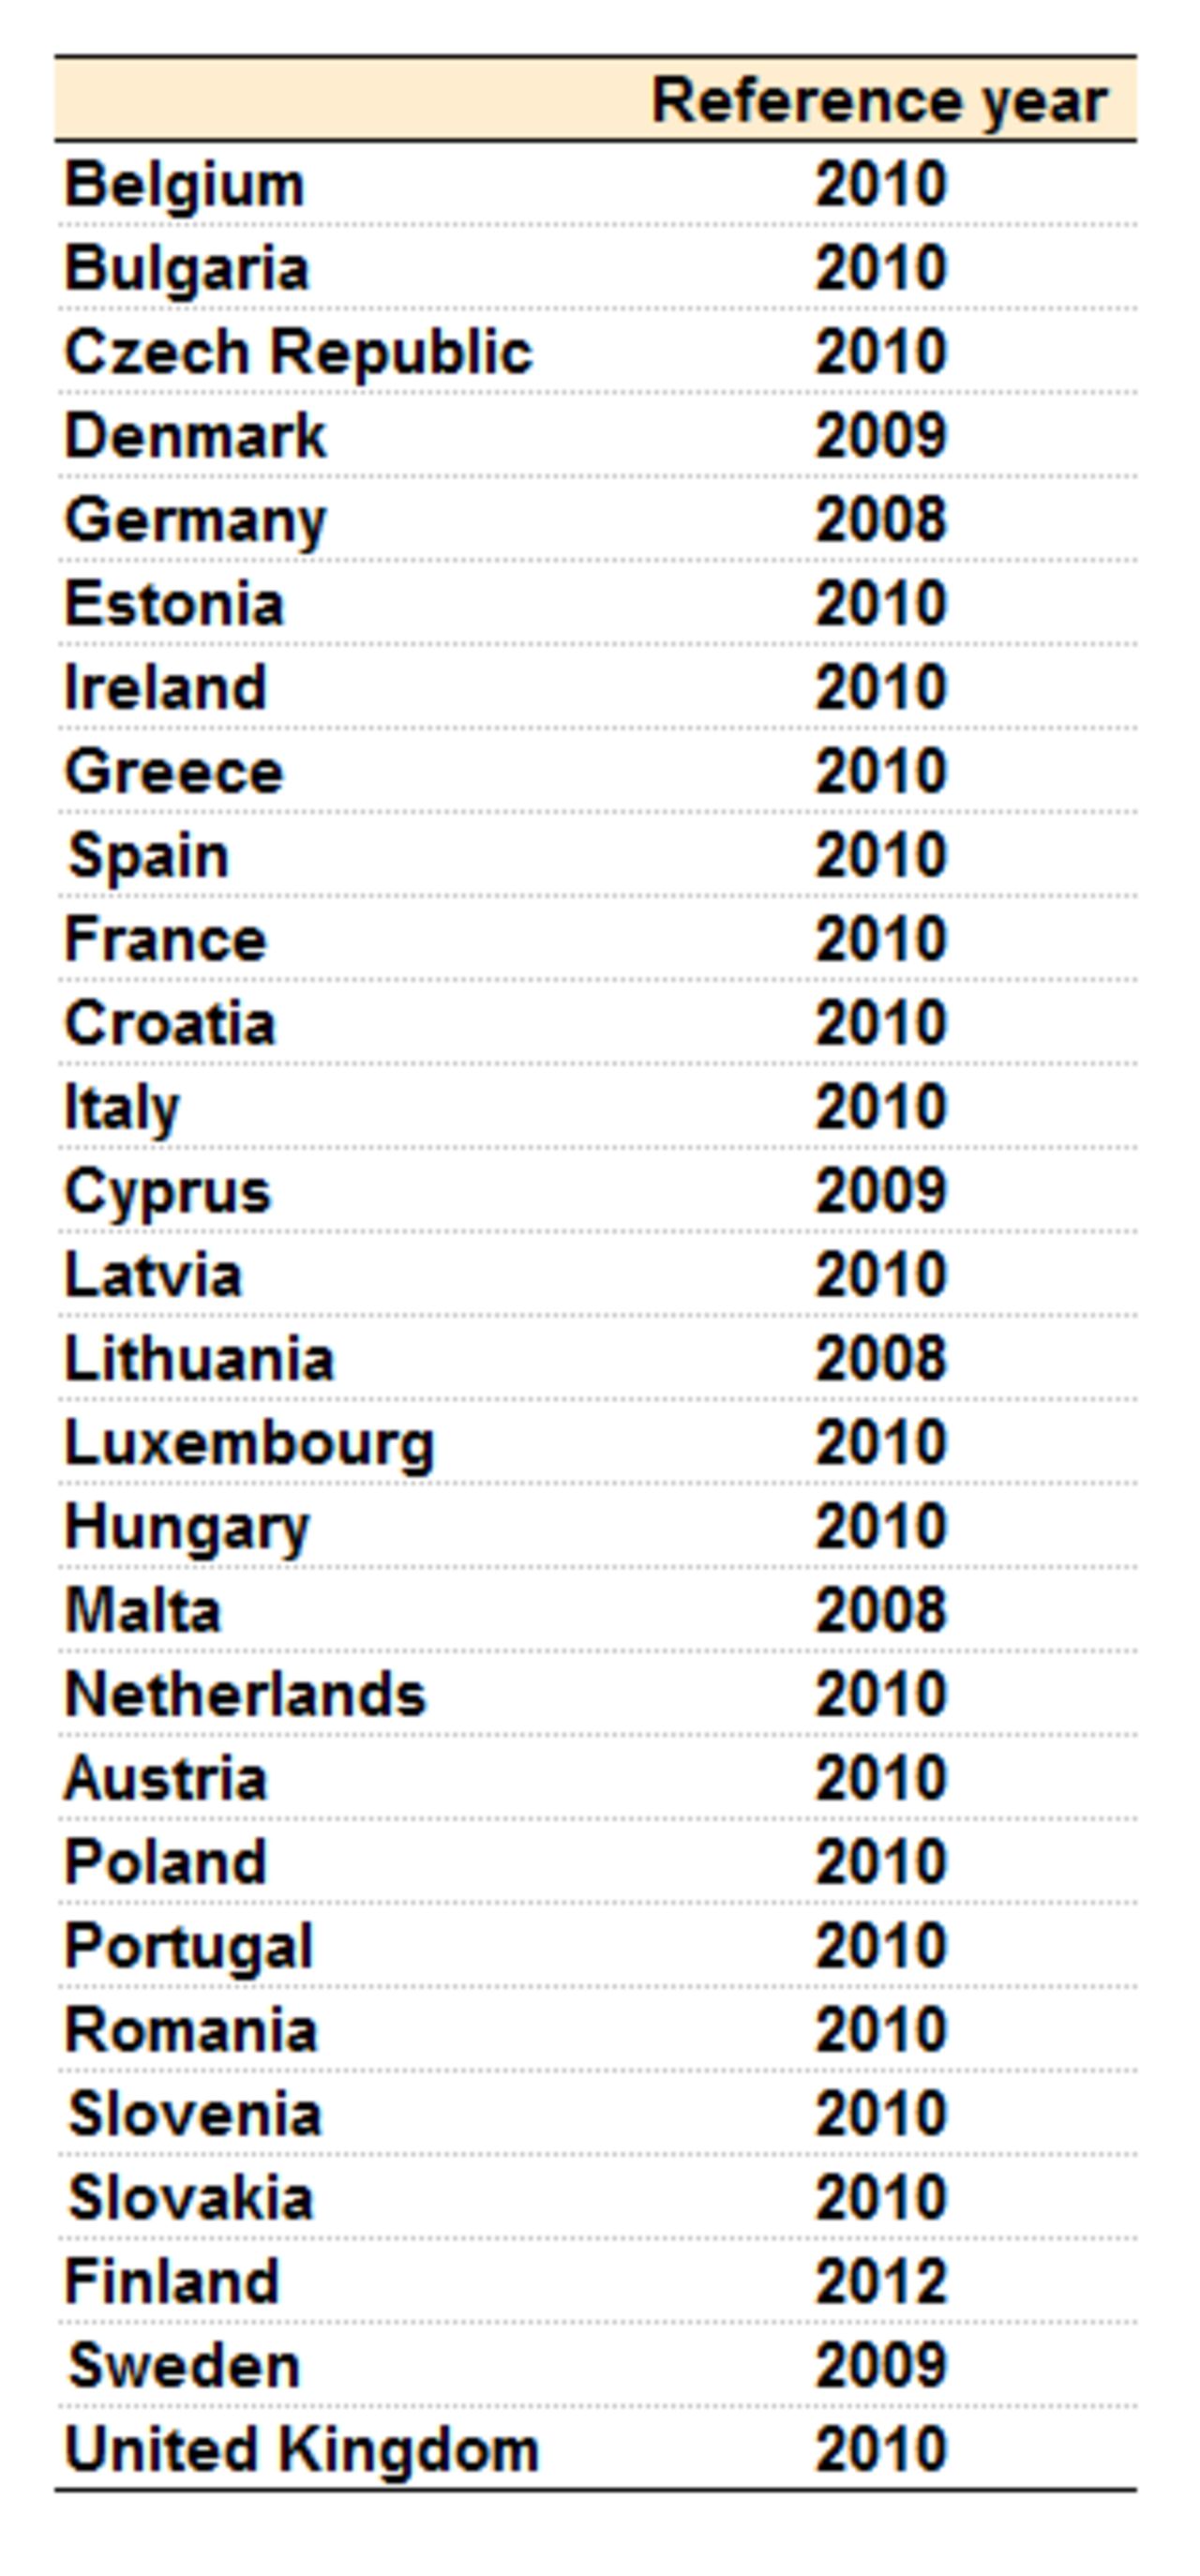 Reference year
Belgium 2010
Bulgaria 2010
Czech Republic 2010
Denmark 2009
Germany 2008
Estonia 2010
Ireland 2010
Greece 2010
Spain 2010
France 2010
Croatia 2010
Italy 2010
Cyprus 2009
Latvia 2010
Lithuania 2008
Luxembourg 2010
Hungary 2010
Malta 2008
Netherlands 2010
Austria 2010
Poland 2010
Portugal 2010
Romania 2010
Slovenia 2010
Slovakia 2010
Finland 2012
Sweden 2009
United Kingdom 2010